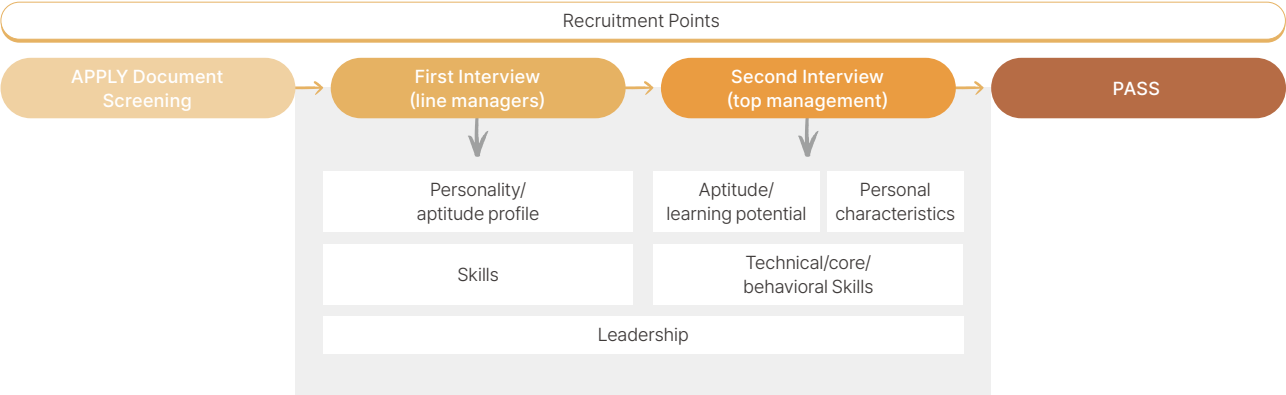 Recruitment Points
APPLY Document
Screening
First Interview
(line managers)
Second Interview
(top management)
PASS
Personality/
aptitude profile
Aptitude/
learning potential
Personal
characteristics
Skills
Technical/core/
behavioral Skills
Leadership